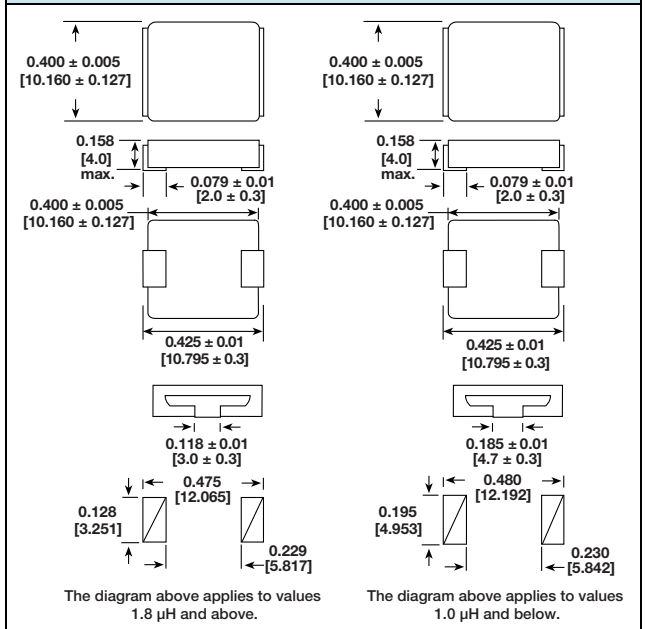 0.400 ± 0.005
[10.160 ± 0.127]
0.158
[4.0]
max.
0.079 ± 0.01
[2.0 ± 0.3]
0.400 ± 0.005
[10.160 ± 0.127]
0.425 ± 0.01
[10.795 ± 0.3]
0.118 ± 0.01
[3.0 ± 0.3]
0.475
[12.065]
0.128
[3.251]
0.229
[5.817]
The diagram above applies to values
1.8 µH and above.
0.400 ± 0.005
[10.160 ± 0.127]
0.158
[4.0]
max.
0.079 ± 0.01
[2.0 ± 0.3]
0.400 ± 0.005
[10.160 ± 0.127]
0.425 ± 0.01
[10.795 ± 0.3]
0.185 ± 0.01
[4.7 ± 0.3]
0.480
[12.192]
0.195
[4.953]
0.230
[5.842]
The diagram above applies to values
1.0 µH and below.